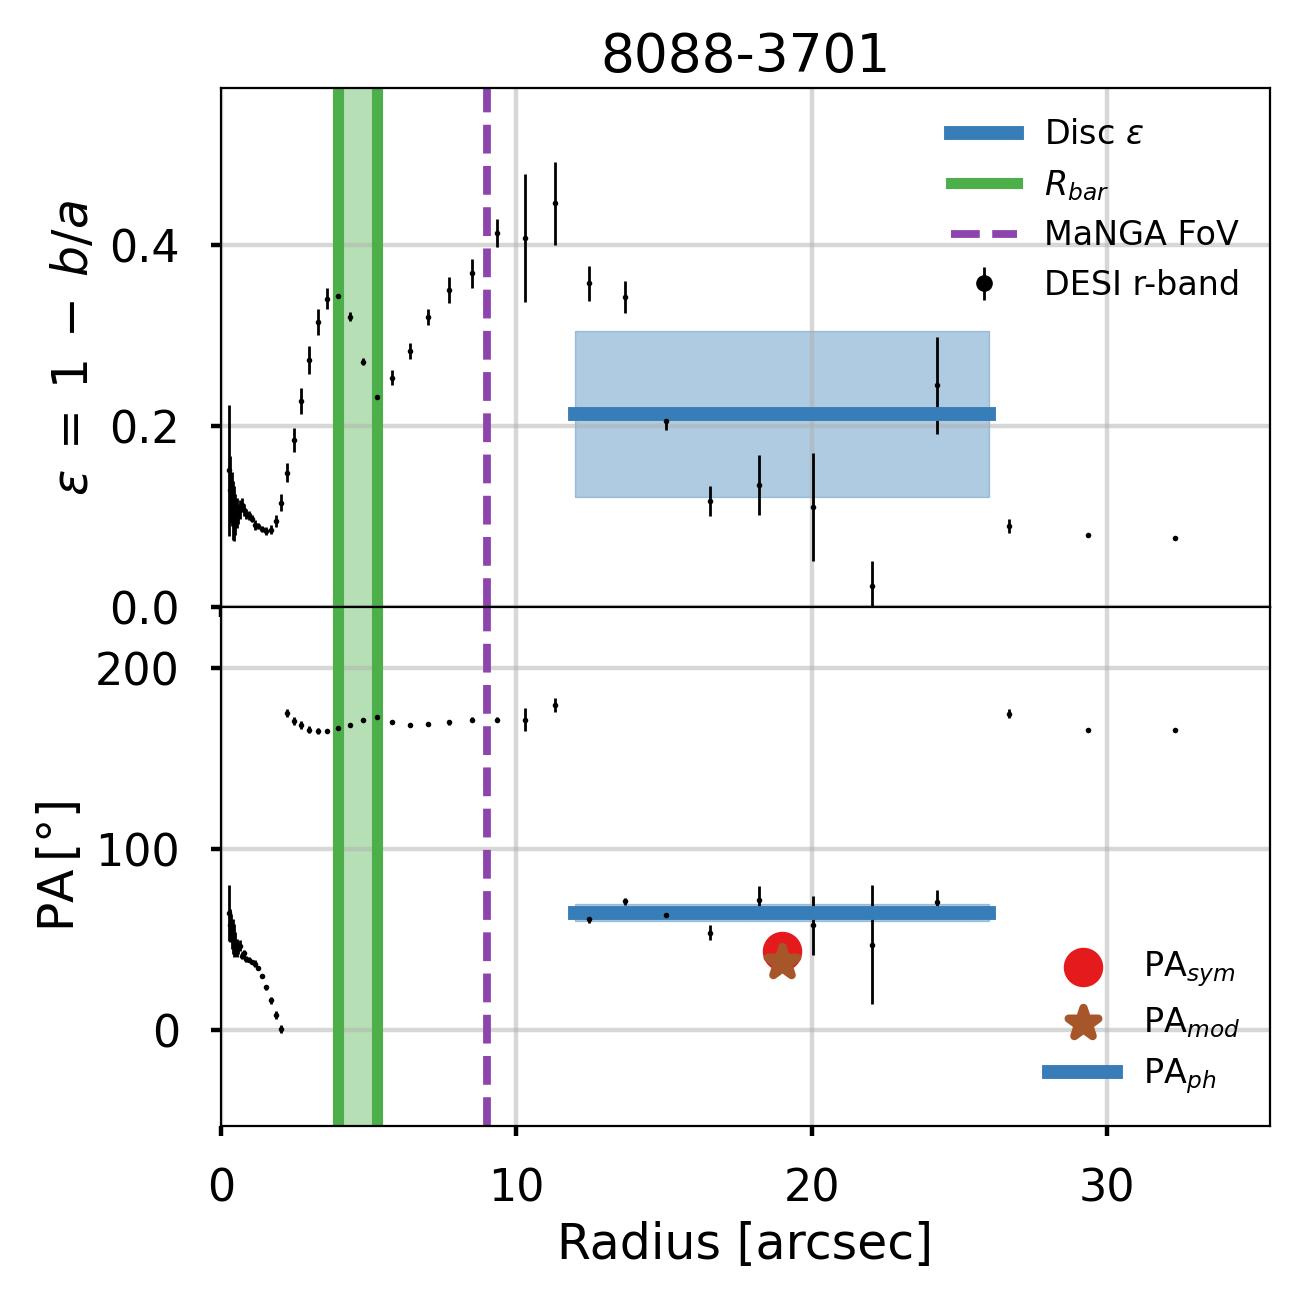 8088-3701
ε = 1 − b/a
0.4
0.2
0.0
Disc ε
R_bar
MaNGA FoV
DESI r-band
PA [°]
200
100
0
PA_sym
PA_mod
PA_ph
0 10 20 30
Radius [arcsec]